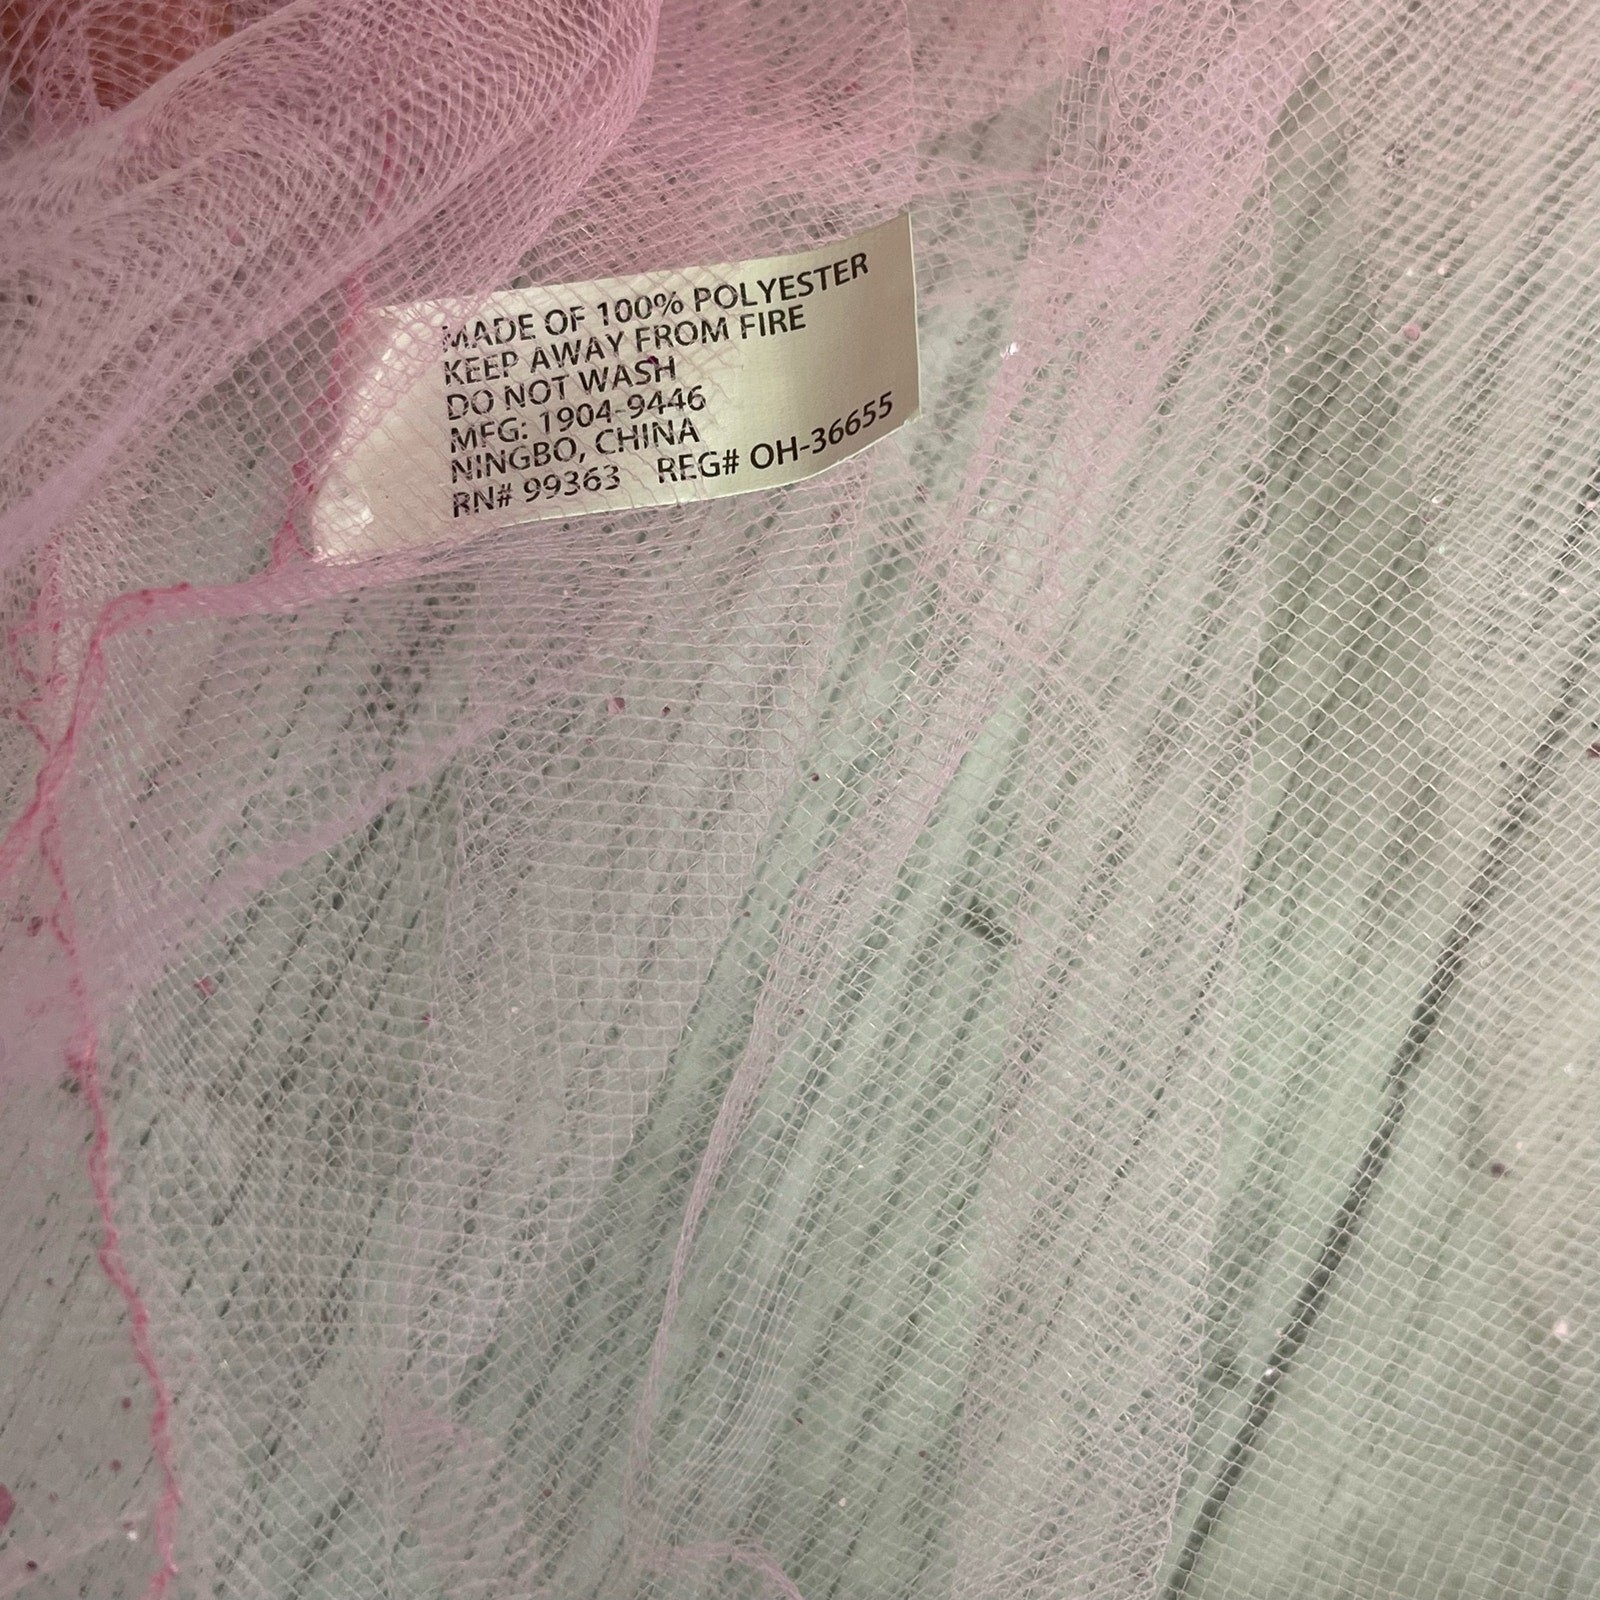 MADE OF 100% POLYESTER
KEEP AWAY FROM FIRE
DO NOT WASH
MFG: 1904-9446
NINGBO, CHINA
RN# 99363 REG# OH-36655